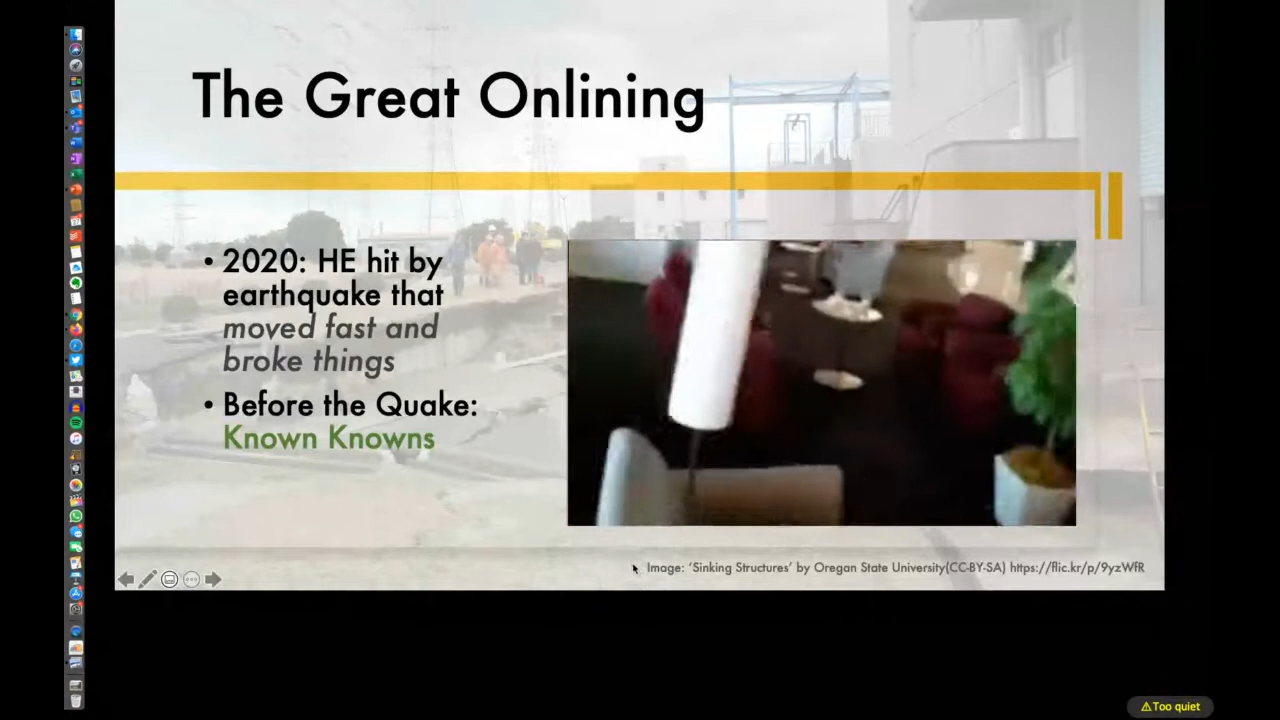 The Great Onlining
• 2020: HE hit by
earthquake that
moved fast and
broke things
• Before the Quake:
Known Knowns
Image: ‘Sinking Structures’ by Oregan State University(CC-BY-SA) https://flic.kr/p/9yzWfR
⚠Too quiet